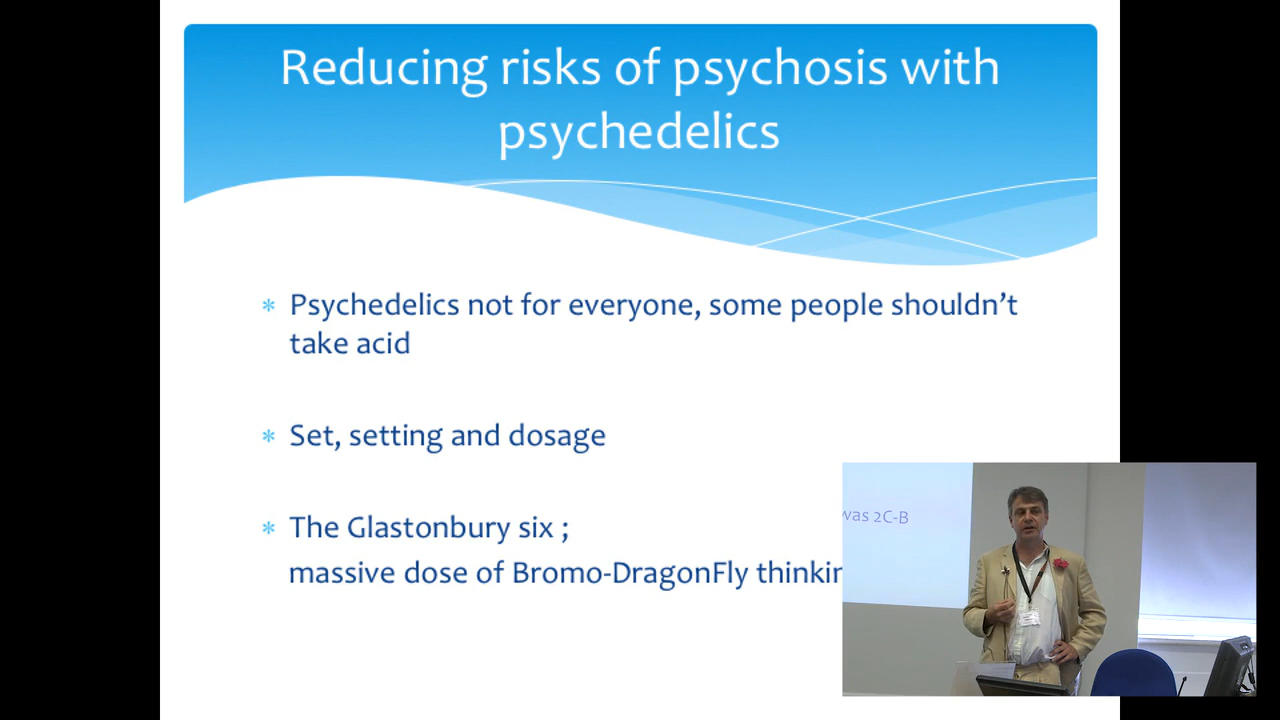 Reducing risks of psychosis with
psychedelics
* Psychedelics not for everyone, some people shouldn't
take acid
* Set, setting and dosage
* The Glastonbury six ;
massive dose of Bromo-DragonFly
was 2C-B